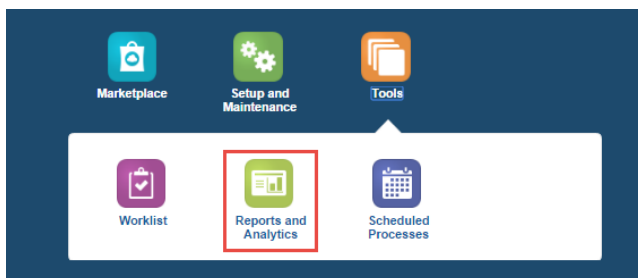 Marketplace
Setup and
Maintenance
Tools
Worklist
Reports and
Analytics
Scheduled
Processes